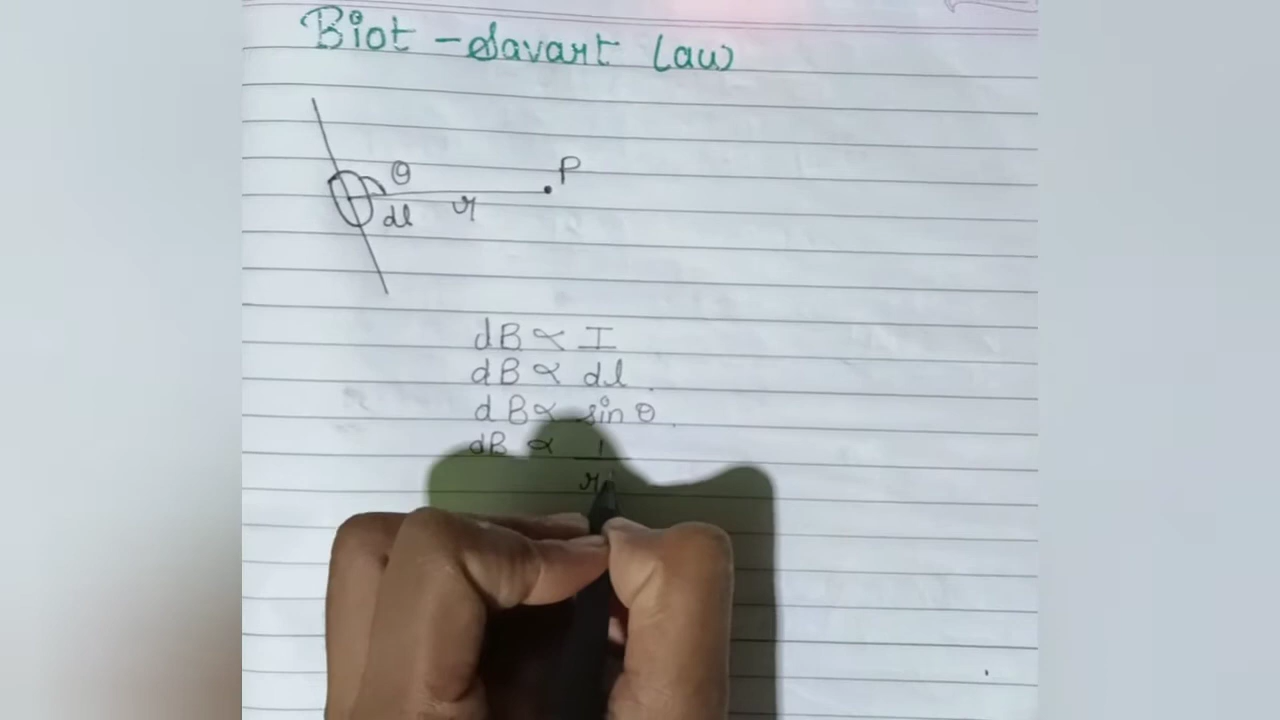 Biot - Savart Law
θ P
dl r
dB ∝ I
dB ∝ dl
dB ∝ sin θ
dB ∝ 1
r